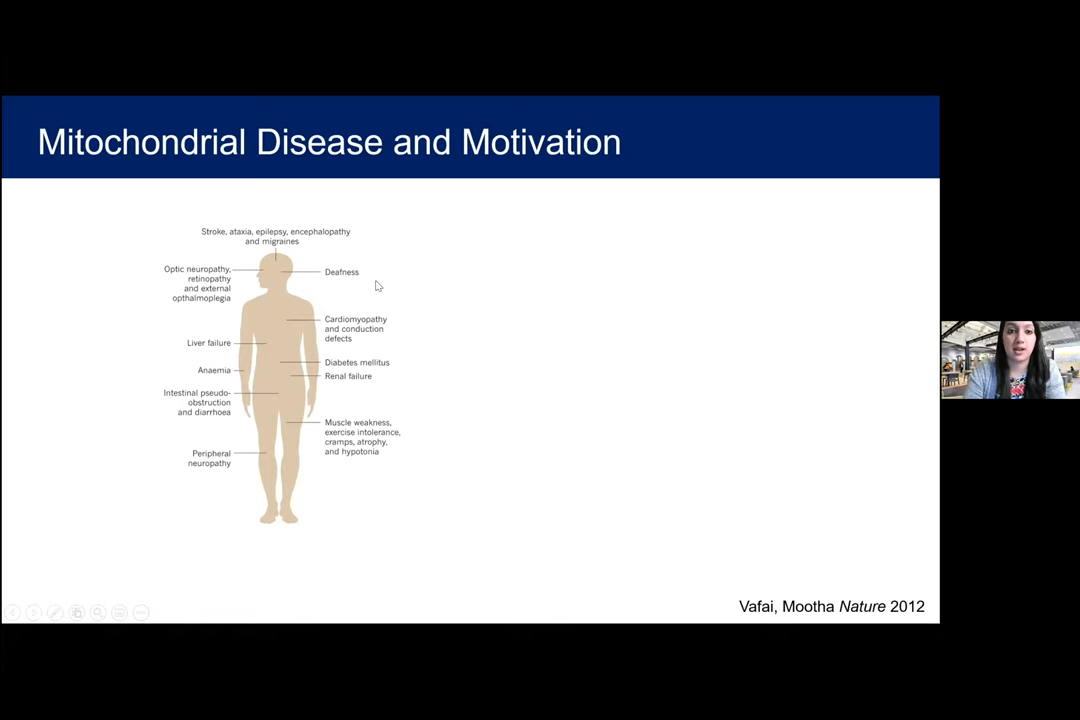 Mitochondrial Disease and Motivation
Stroke, ataxia, epilepsy, encephalopathy
and migraines
Optic neuropathy,
retinopathy
and external
opthalmoplegia
Deafness
Cardiomyopathy
and conduction
defects
Liver failure
Diabetes mellitus
Anaemia
Renal failure
Intestinal pseudo-
obstruction
and diarrhoea
Muscle weakness,
exercise intolerance,
cramps, atrophy,
and hypotonia
Peripheral
neuropathy
Vafai, Mootha Nature 2012